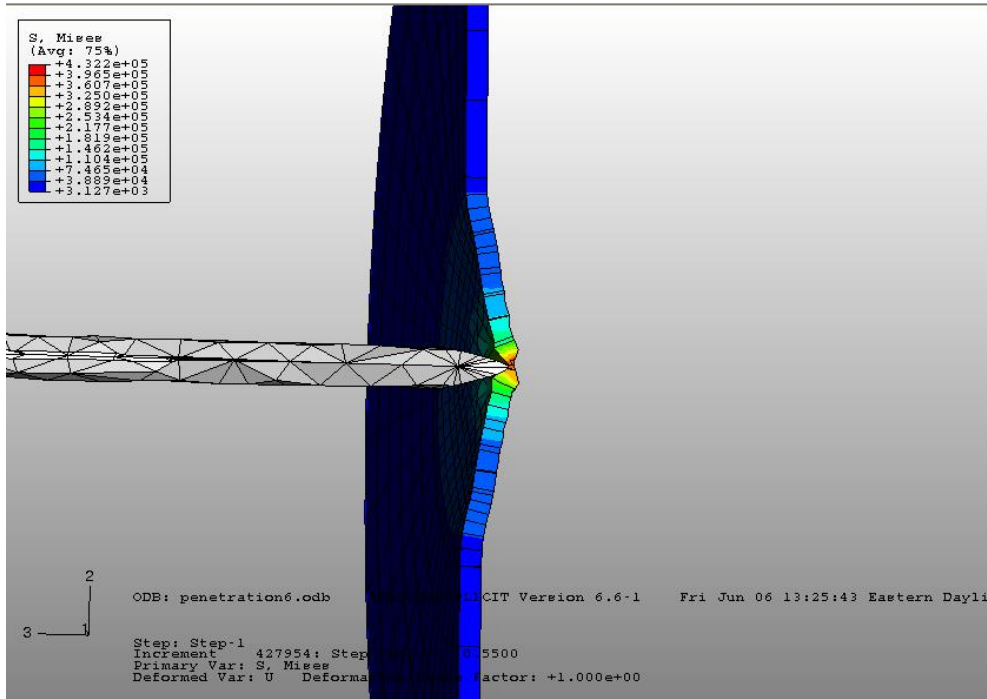 S, Mises
(Avg: 75%)
+4.322e+05
+3.965e+05
+3.607e+05
+3.250e+05
+2.892e+05
+2.534e+05
+2.177e+05
+1.819e+05
+1.462e+05
+1.104e+05
+7.465e+04
+3.889e+04
+3.127e+03
2
3
1
ODB: penetration6.odb LICIT Version 6.6-1 Fri Jun 06 13:25:43 Eastern Dayli
Step: Step-1
Increment 427954: Step 0.5500
Primary Var: S, Mises
Deformed Var: U Deforma Factor: +1.000e+00